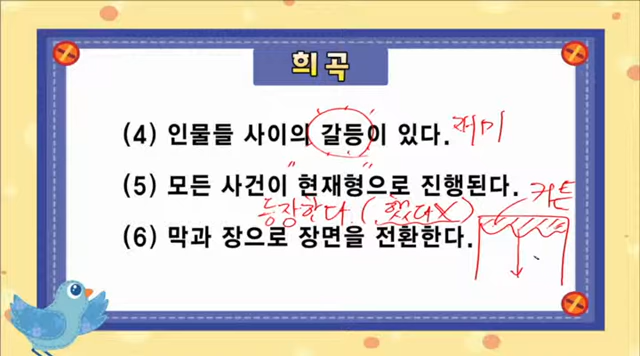 희곡
(4) 인물들 사이의 갈등이 있다. 재미
(5) 모든 사건이 "현재형"으로 진행된다.
등장한다. (했다X) 커튼
(6) 막과 장으로 장면을 전환한다.